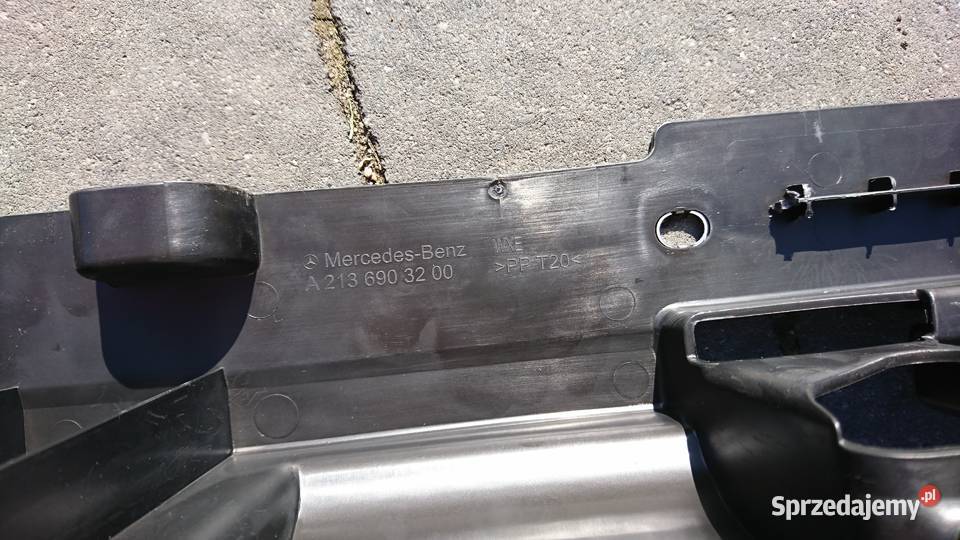 Mercedes-Benz
A 213 690 32 00
>PP T20<
Sprzedajemy.pl